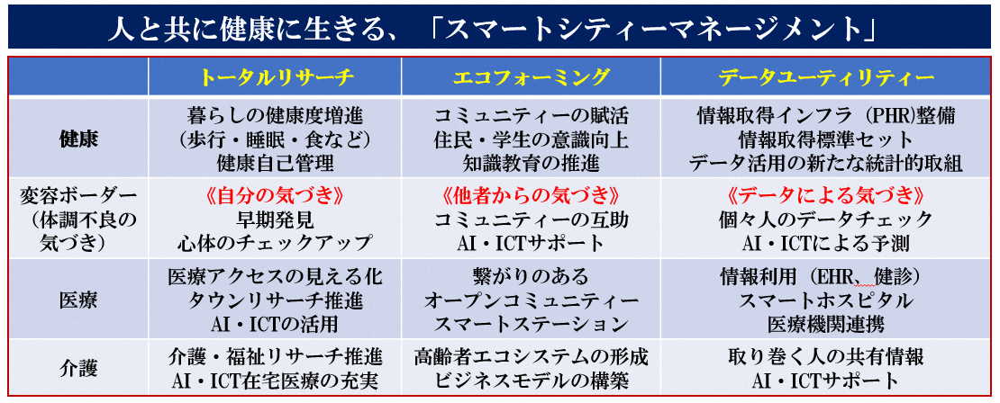 人と共に健康に生きる、「スマートシティーマネージメント」
トータルリサーチ
エコフォーミング
データユーティリティー
健康
暮らしの健康度増進
（歩行・睡眠・食など）
健康自己管理
コミュニティーの賦活
住民・学生の意識向上
知識教育の推進
情報取得インフラ（PHR)整備
情報取得標準セット
データ活用の新たな統計的取組
変容ボーダー
（体調不良の
気づき）
《自分の気づき》
早期発見
心体のチェックアップ
《他者からの気づき》
コミュニティーの互助
AI・ICTサポート
《データによる気づき》
個々人のデータチェック
AI・ICTによる予測
医療
医療アクセスの見える化
タウンリサーチ推進
AI・ICTの活用
繋がりのある
オープンコミュニティー
スマートステーション
情報利用（EHR、健診）
スマートホスピタル
医療機関連携
介護
介護・福祉リサーチ推進
AI・ICT在宅医療の充実
高齢者エコシステムの形成
ビジネスモデルの構築
取り巻く人の共有情報
AI・ICTサポート